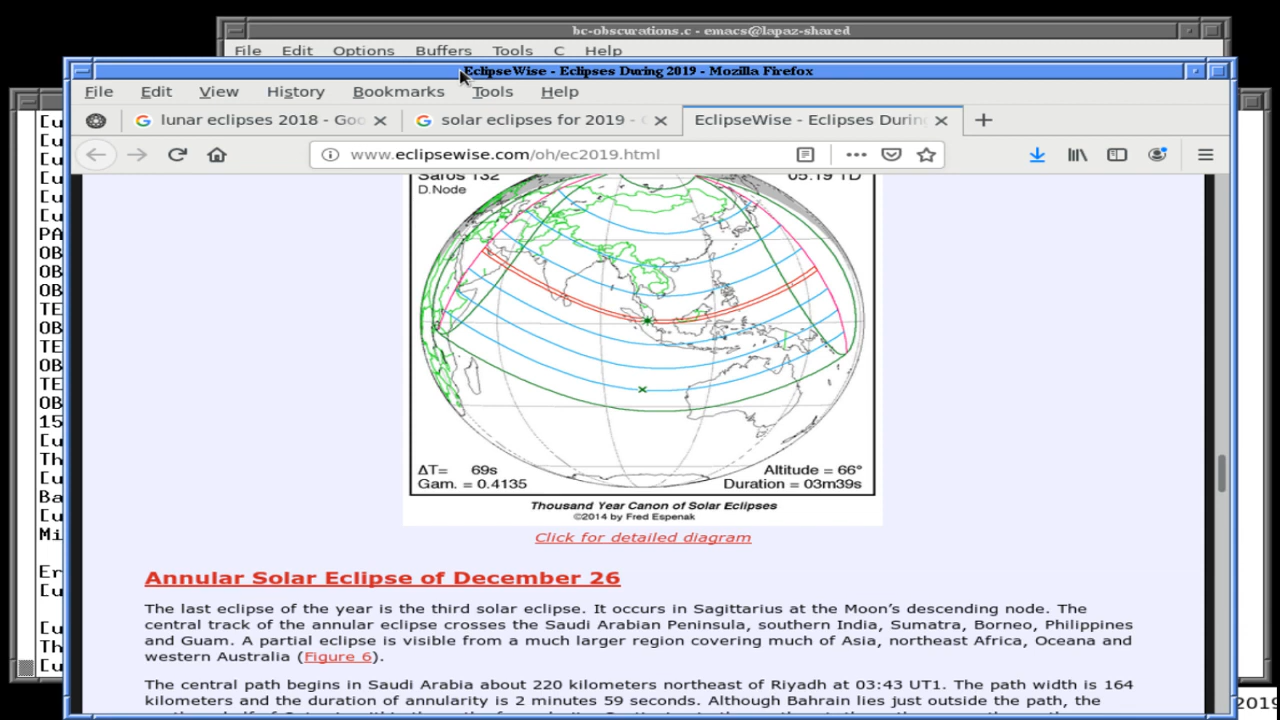 bc-obscurations.c - emacs@lapaz-shared
File Edit Options Buffers Tools C Help
EclipseWise - Eclipses During 2019 - Mozilla Firefox
File Edit View History Bookmarks Tools Help
lunar eclipses 2018 - Goo
solar eclipses for 2019 -
EclipseWise - Eclipses During
www.eclipsewise.com/oh/ec2019.html
Saros 132
05:19 TD
D.Node
ΔT= 69s
Altitude = 66°
Gam. = 0.4135
Duration = 03m39s
Thousand Year Canon of Solar Eclipses
©2014 by Fred Espenak
Click for detailed diagram
Annular Solar Eclipse of December 26
The last eclipse of the year is the third solar eclipse. It occurs in Sagittarius at the Moon's descending node. The
central track of the annular eclipse crosses the Saudi Arabian Peninsula, southern India, Sumatra, Borneo, Philippines
and Guam. A partial eclipse is visible from a much larger region covering much of Asia, northeast Africa, Oceana and
western Australia (Figure 6).
The central path begins in Saudi Arabia about 220 kilometers northeast of Riyadh at 03:43 UT1. The path width is 164
kilometers and the duration of annularity is 2 minutes 59 seconds. Although Bahrain lies just outside the path, the
[Cu
[Cu
[Cu
[Cu
[Cu
[Cu
PA
OB
OB
OB
TE
OB
TE
OB
TE
OB
15
[Cu
Th
[Cu
Ba
[Cu
Mi
Er
[Cu
[Cu
Th
[Cu
2019